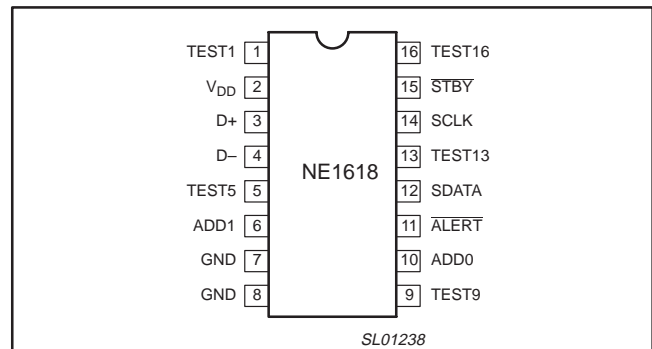 TEST1 1 16 TEST16
VDD 2 15 STBY
D+ 3 14 SCLK
D– 4 13 TEST13
NE1618
TEST5 5 12 SDATA
ADD1 6 11 ALERT
GND 7 10 ADD0
GND 8 9 TEST9
SL01238